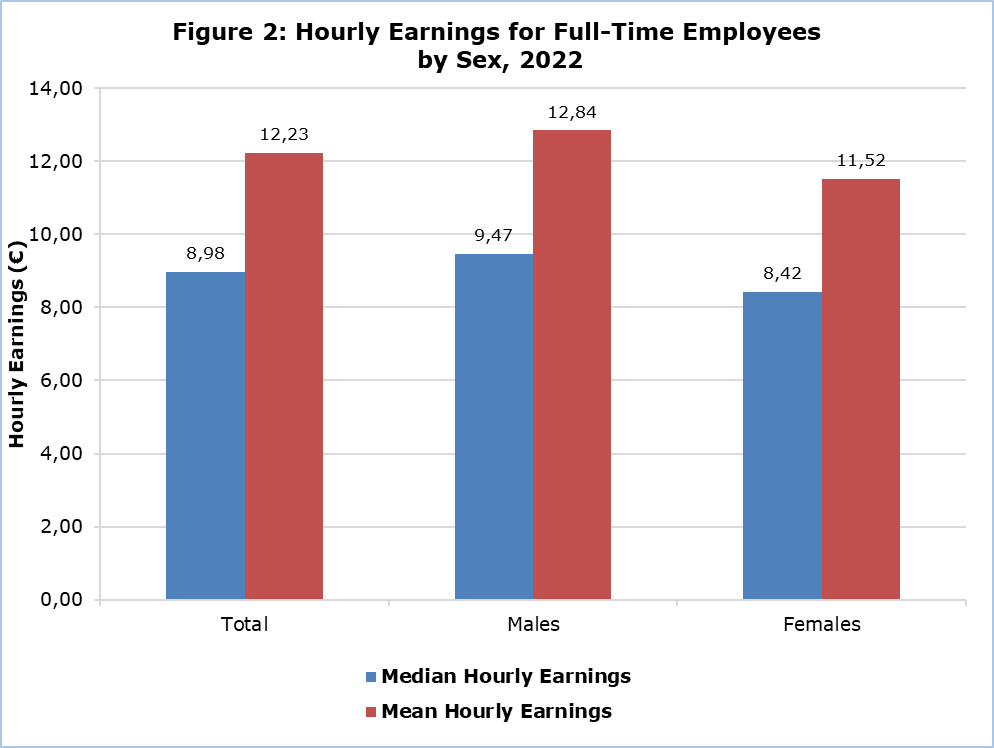 Figure 2: Hourly Earnings for Full-Time Employees
by Sex, 2022
Hourly Earnings (€)
14,00
12,00
10,00
8,00
6,00
4,00
2,00
0,00
8,98
12,23
9,47
12,84
8,42
11,52
Total
Males
Females
Median Hourly Earnings
Mean Hourly Earnings